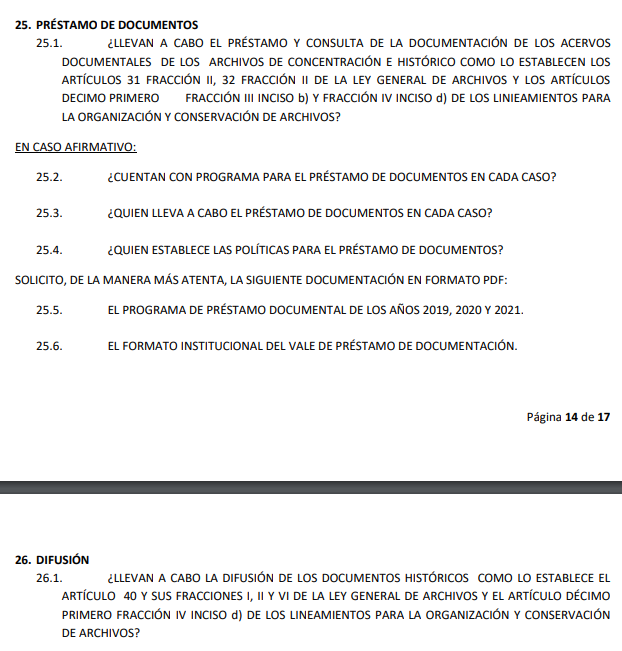 25. PRÉSTAMO DE DOCUMENTOS
25.1. ¿LLEVAN A CABO EL PRÉSTAMO Y CONSULTA DE LA DOCUMENTACIÓN DE LOS ACERVOS
DOCUMENTALES DE LOS ARCHIVOS DE CONCENTRACIÓN E HISTÓRICO COMO LO ESTABLECEN LOS
ARTÍCULOS 31 FRACCIÓN II, 32 FRACCIÓN II DE LA LEY GENERAL DE ARCHIVOS Y LOS ARTÍCULOS
DECIMO PRIMERO FRACCIÓN III INCISO b) Y FRACCIÓN IV INCISO d) DE LOS LINIEAMIENTOS PARA
LA ORGANIZACIÓN Y CONSERVACIÓN DE ARCHIVOS?
EN CASO AFIRMATIVO:
25.2. ¿CUENTAN CON PROGRAMA PARA EL PRÉSTAMO DE DOCUMENTOS EN CADA CASO?
25.3. ¿QUIEN LLEVA A CABO EL PRÉSTAMO DE DOCUMENTOS EN CADA CASO?
25.4. ¿QUIEN ESTABLECE LAS POLÍTICAS PARA EL PRÉSTAMO DE DOCUMENTOS?
SOLICITO, DE LA MANERA MÁS ATENTA, LA SIGUIENTE DOCUMENTACIÓN EN FORMATO PDF:
25.5. EL PROGRAMA DE PRÉSTAMO DOCUMENTAL DE LOS AÑOS 2019, 2020 Y 2021.
25.6. EL FORMATO INSTITUCIONAL DEL VALE DE PRÉSTAMO DE DOCUMENTACIÓN.
Página 14 de 17
26. DIFUSIÓN
26.1. ¿LLEVAN A CABO LA DIFUSIÓN DE LOS DOCUMENTOS HISTÓRICOS COMO LO ESTABLECE EL
ARTÍCULO 40 Y SUS FRACCIONES I, II Y VI DE LA LEY GENERAL DE ARCHIVOS Y EL ARTÍCULO DÉCIMO
PRIMERO FRACCIÓN IV INCISO d) DE LOS LINEAMIENTOS PARA LA ORGANIZACIÓN Y CONSERVACIÓN
DE ARCHIVOS?